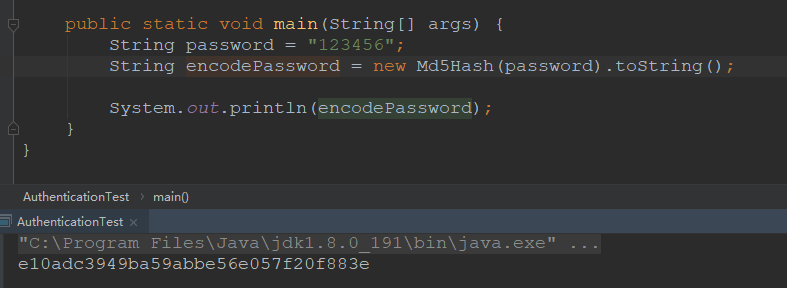 public static void main(String[] args) {
String password = "123456";
String encodePassword = new Md5Hash(password).toString();
System.out.println(encodePassword);
}
}
AuthenticationTest › main()
AuthenticationTest ×
"C:\Program Files\Java\jdk1.8.0_191\bin\java.exe" ...
e10adc3949ba59abbe56e057f20f883e